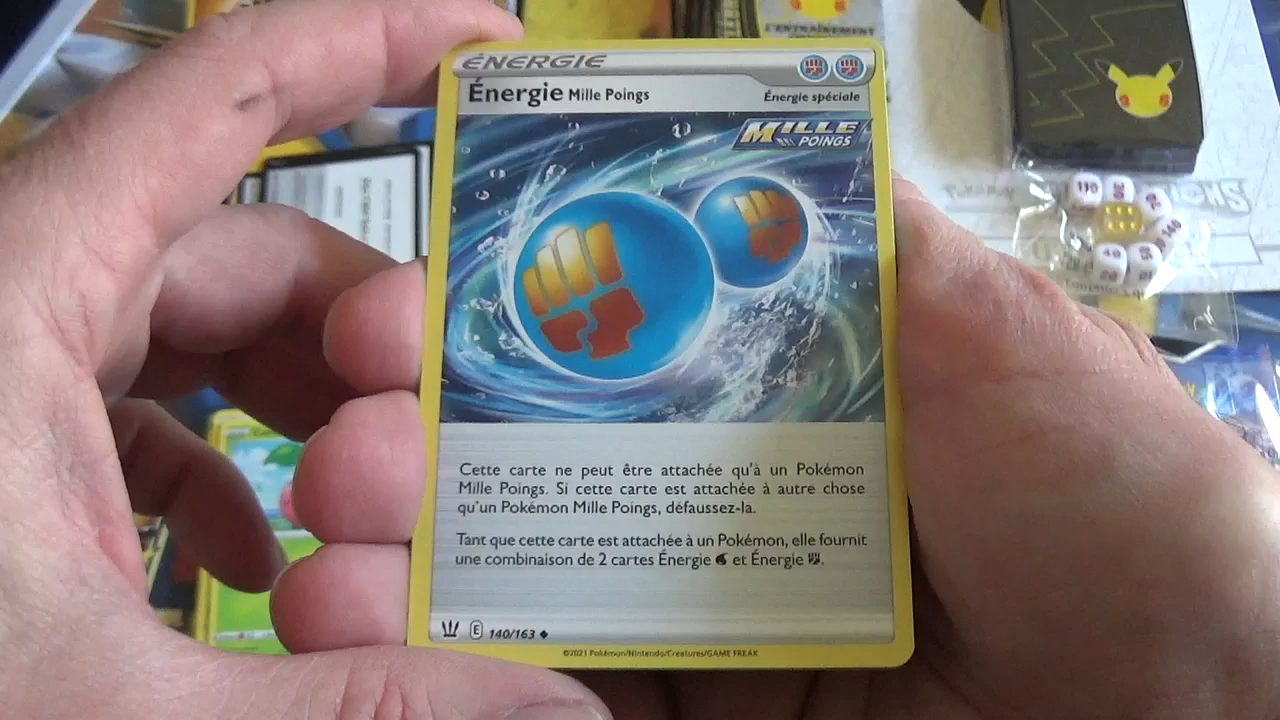 L'ENTRAÎNEMENT
ÉNERGIE
Énergie Mille Poings
Énergie spéciale
MILLE
POINGS
Cette carte ne peut être attachée qu'à un Pokémon
Mille Poings. Si cette carte est attachée à autre chose
qu'un Pokémon Mille Poings, défaussez-la.
Tant que cette carte est attachée à un Pokémon, elle fournit
une combinaison de 2 cartes Énergie et Énergie .
E 140/163
©2021 Pokémon/Nintendo/Creatures/GAME FREAK